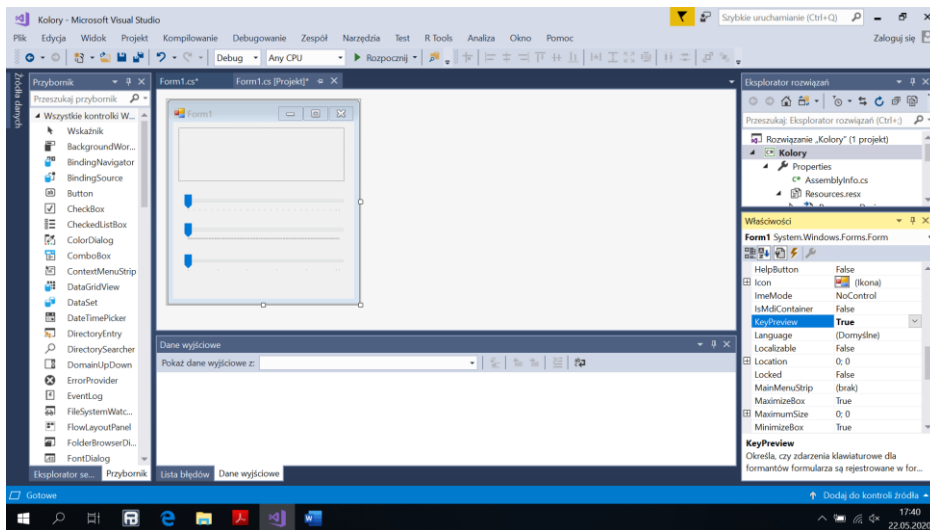 Kolory - Microsoft Visual Studio
Szybkie uruchamianie (Ctrl+Q)
Plik Edycja Widok Projekt Kompilowanie Debugowanie Zespół Narzędzia Test R Tools Analiza Okno Pomoc
Zaloguj się
Debug Any CPU Rozpocznij
Źródła danych
Przybornik
Przeszukaj przybornik
Wszystkie kontrolki W...
Wskaźnik
BackgroundWor...
BindingNavigator
BindingSource
Button
CheckBox
CheckedListBox
ColorDialog
ComboBox
ContextMenuStrip
DataGridView
DataSet
DateTimePicker
DirectoryEntry
DirectorySearcher
DomainUpDown
ErrorProvider
EventLog
FileSystemWatc...
FlowLayoutPanel
FolderBrowserDi...
FontDialog
Eksplorator se... Przybornik
Form1.cs* Form1.cs [Projekt]*
Form1
Dane wyjściowe
Pokaż dane wyjściowe z:
Lista błędów Dane wyjściowe
Eksplorator rozwiązań
Przeszukaj: Eksplorator rozwiązań (Ctrl+;)
Rozwiązanie „Kolory” (1 projekt)
Kolory
Properties
AssemblyInfo.cs
Resources.resx
Właściwości
Form1 System.Windows.Forms.Form
HelpButton False
Icon (Ikona)
ImeMode NoControl
IsMdiContainer False
KeyPreview True
Language (Domyślne)
Localizable False
Location 0; 0
Locked False
MainMenuStrip (brak)
MaximizeBox True
MaximumSize 0; 0
MinimizeBox True
KeyPreview
Określa, czy zdarzenia klawiaturowe dla
formantów formularza są rejestrowane w for...
Gotowe
Dodaj do kontroli źródła
17:40
22.05.2020